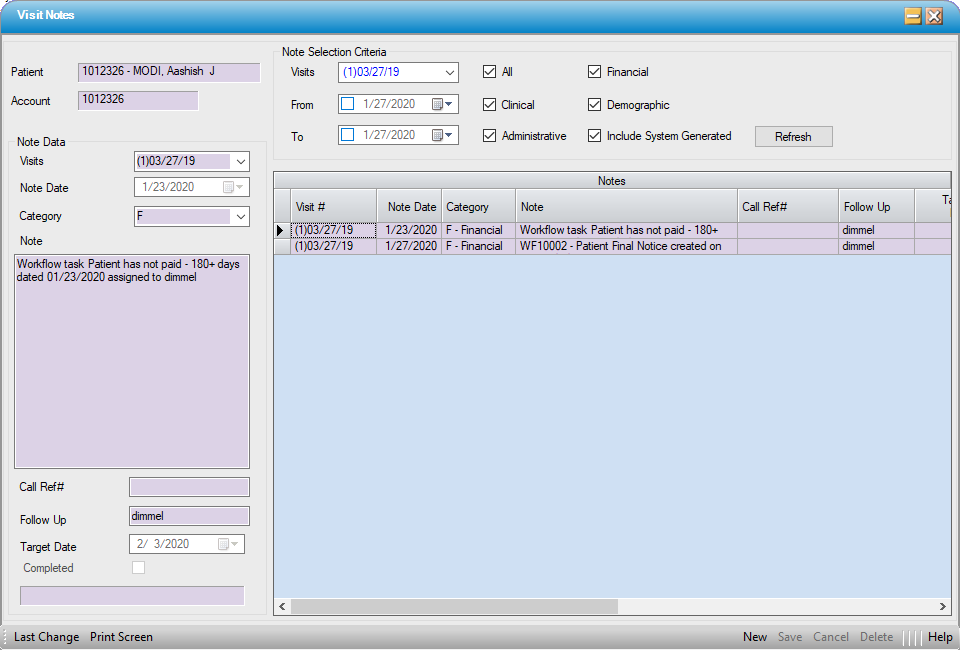 Visit Notes
Patient 1012326 - MODI, Aashish J
Account 1012326
Note Selection Criteria
Visits (1)03/27/19 All Financial
From 1/27/2020 Clinical Demographic
To 1/27/2020 Administrative Include System Generated Refresh
Note Data
Visits (1)03/27/19
Note Date 1/23/2020
Category F
Note
Workflow task Patient has not paid - 180+ days
dated 01/23/2020 assigned to dimmel
Call Ref#
Follow Up dimmel
Target Date 2/ 3/2020
Completed
Notes
Visit # Note Date Category Note Call Ref# Follow Up Ta
(1)03/27/19 1/23/2020 F - Financial Workflow task Patient has not paid - 180+ dimmel
(1)03/27/19 1/27/2020 F - Financial WF10002 - Patient Final Notice created on dimmel
Last Change Print Screen New Save Cancel Delete Help